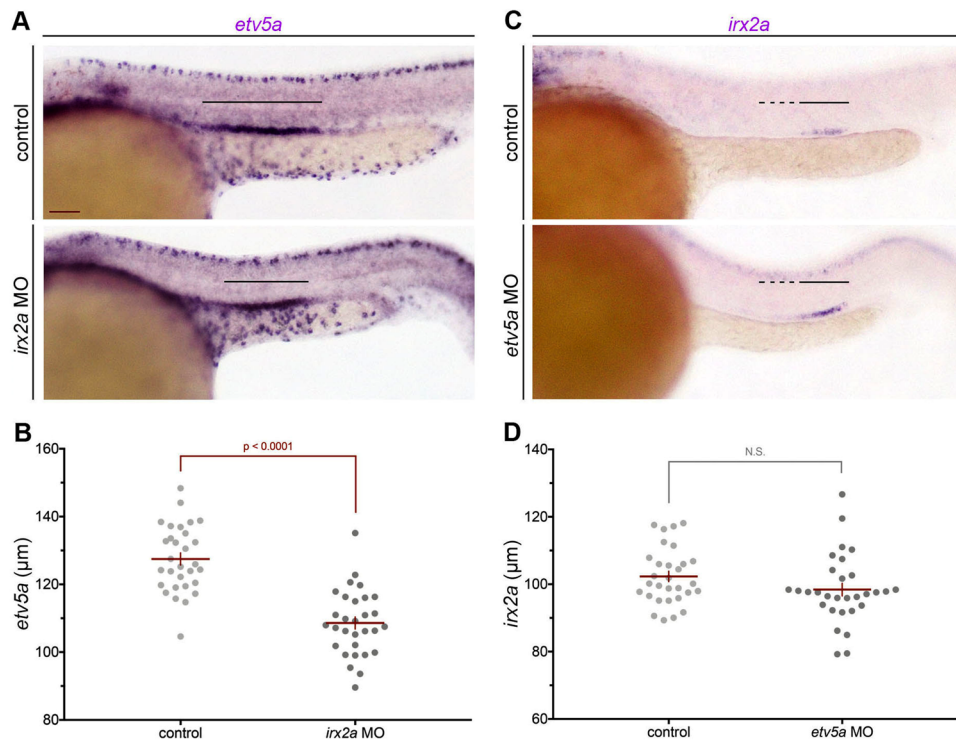 A
etv5a
control
irx2a MO
C
irx2a
control
etv5a MO
B
p < 0.0001
160
140
120
100
80
etv5a (μm)
control
irx2a MO
D
N.S.
140
120
100
80
60
irx2a (μm)
control
etv5a MO